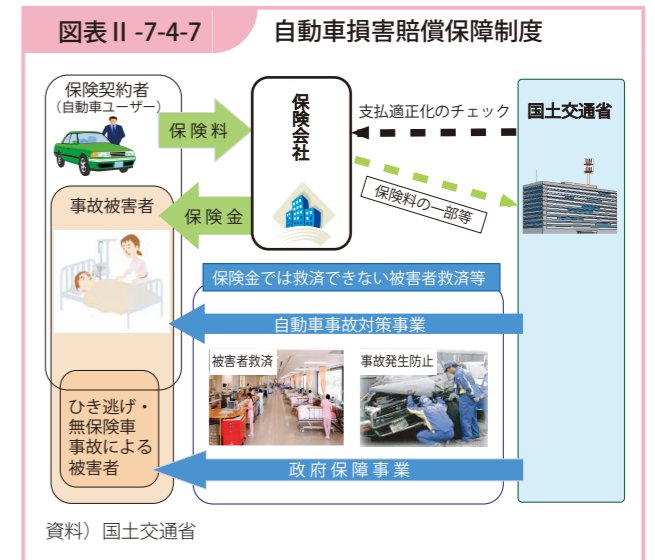 図表Ⅱ-7-4-7
自動車損害賠償保障制度
保険契約者
（自動車ユーザー）
保険料
保険会社
支払適正化のチェック
国土交通省
保険料の一部等
事故被害者
保険金
保険金では救済できない被害者救済等
自動車事故対策事業
被害者救済
事故発生防止
ひき逃げ・
無保険車
事故による
被害者
政府保障事業
資料）国土交通省